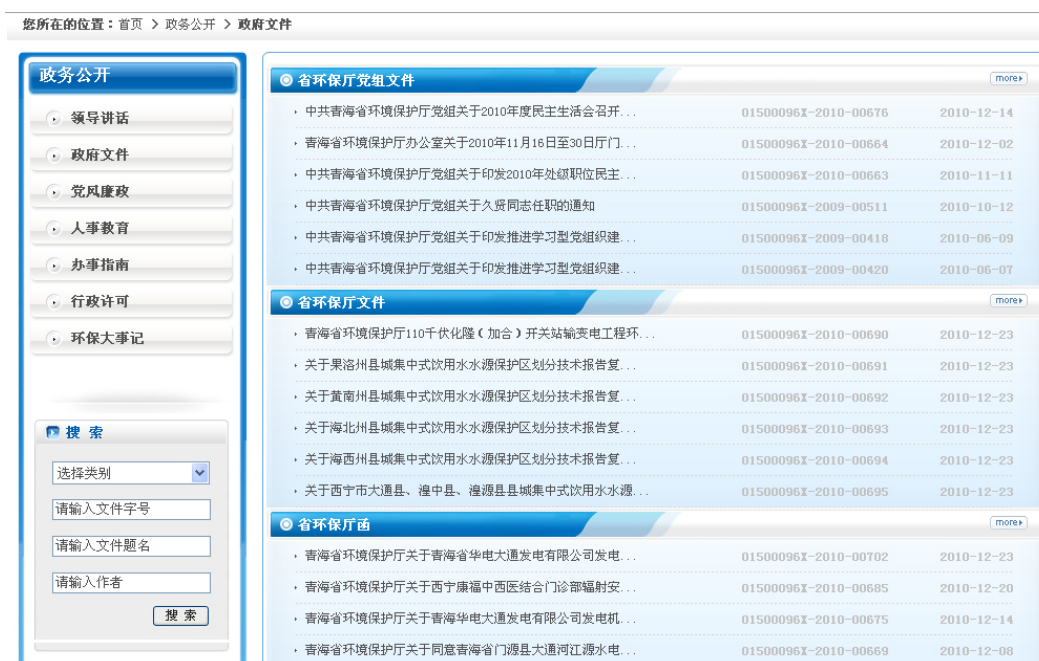 您所在的位置：首页 > 政务公开 > 政府文件
政务公开
领导讲话
政府文件
党风廉政
人事教育
办事指南
行政许可
环保大事记
搜 索
选择类别
请输入文件字号
请输入文件题名
请输入作者
搜 索
省环保厅党组文件 more
中共青海省环境保护厅党组关于2010年度民主生活会召开... 01500096X-2010-00676 2010-12-14
青海省环境保护厅办公室关于2010年11月16日至30日厅门... 01500096X-2010-00664 2010-12-02
中共青海省环境保护厅党组关于印发2010年处级职位民主... 01500096X-2010-00663 2010-11-11
中共青海省环境保护厅党组关于久贤同志任职的通知 01500096X-2009-00511 2010-10-12
中共青海省环境保护厅党组关于印发推进学习型党组织建... 01500096X-2009-00418 2010-06-09
中共青海省环境保护厅党组关于印发推进学习型党组织建... 01500096X-2009-00420 2010-06-07
省环保厅文件 more
青海省环境保护厅110千伏化隆（加合）开关站输变电工程环... 01500096X-2010-00690 2010-12-23
关于果洛州县城集中式饮用水水源保护区划分技术报告复... 01500096X-2010-00691 2010-12-23
关于黄南州县城集中式饮用水水源保护区划分技术报告复... 01500096X-2010-00692 2010-12-23
关于海北州县城集中式饮用水水源保护区划分技术报告复... 01500096X-2010-00693 2010-12-23
关于海西州县城集中式饮用水水源保护区划分技术报告复... 01500096X-2010-00694 2010-12-23
关于西宁市大通县、湟中县、湟源县县城集中式饮用水水源... 01500096X-2010-00695 2010-12-23
省环保厅函 more
青海省环境保护厅关于青海省华电大通发电有限公司发电... 01500096X-2010-00702 2010-12-23
青海省环境保护厅关于西宁康福中西医结合门诊部辐射安... 01500096X-2010-00685 2010-12-20
青海省环境保护厅关于青海华电大通发电有限公司发电机... 01500096X-2010-00675 2010-12-14
青海省环境保护厅关于同意青海省门源县大通河江源水电... 01500096X-2010-00669 2010-12-08